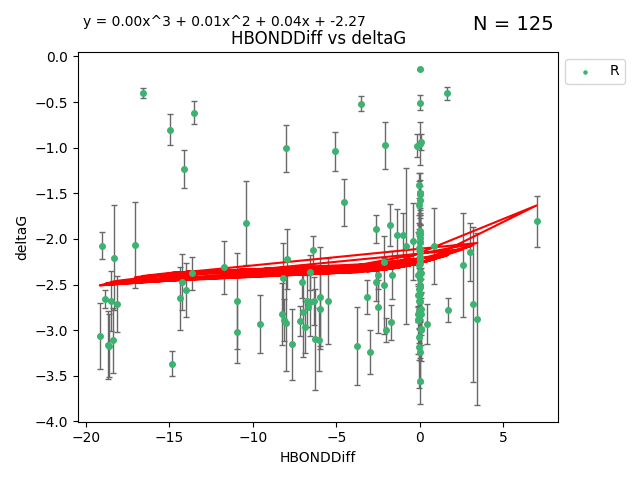 y = 0.00x^3 + 0.01x^2 + 0.04x + -2.27
N = 125
HBONDDiff vs deltaG
R
0.0
−0.5
−1.0
−1.5
−2.0
−2.5
−3.0
−3.5
−4.0
deltaG
−20
−15
−10
−5
0
5
HBONDDiff